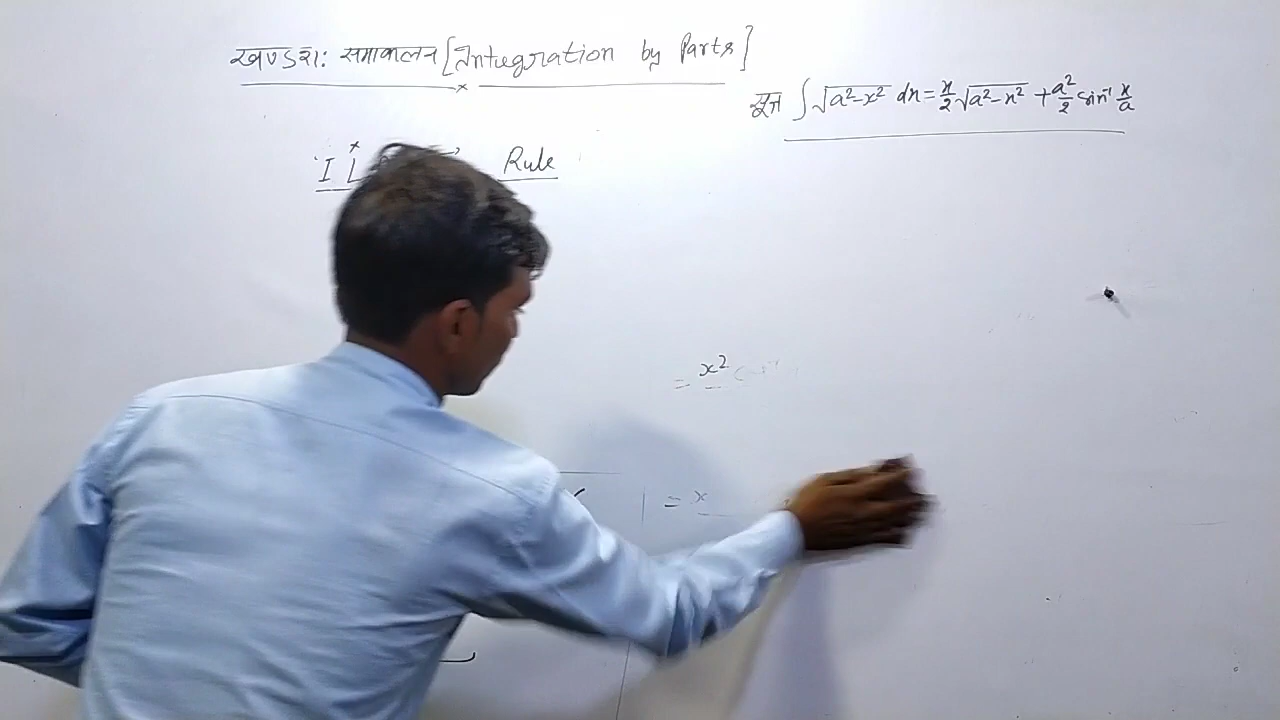 खण्डशः समाकलन [Integration by Parts]
सूत्र ∫√a²-x² dx = x/2 √a²-x² + a²/2 sin⁻¹ x/a
I L Rule
= x²
= x